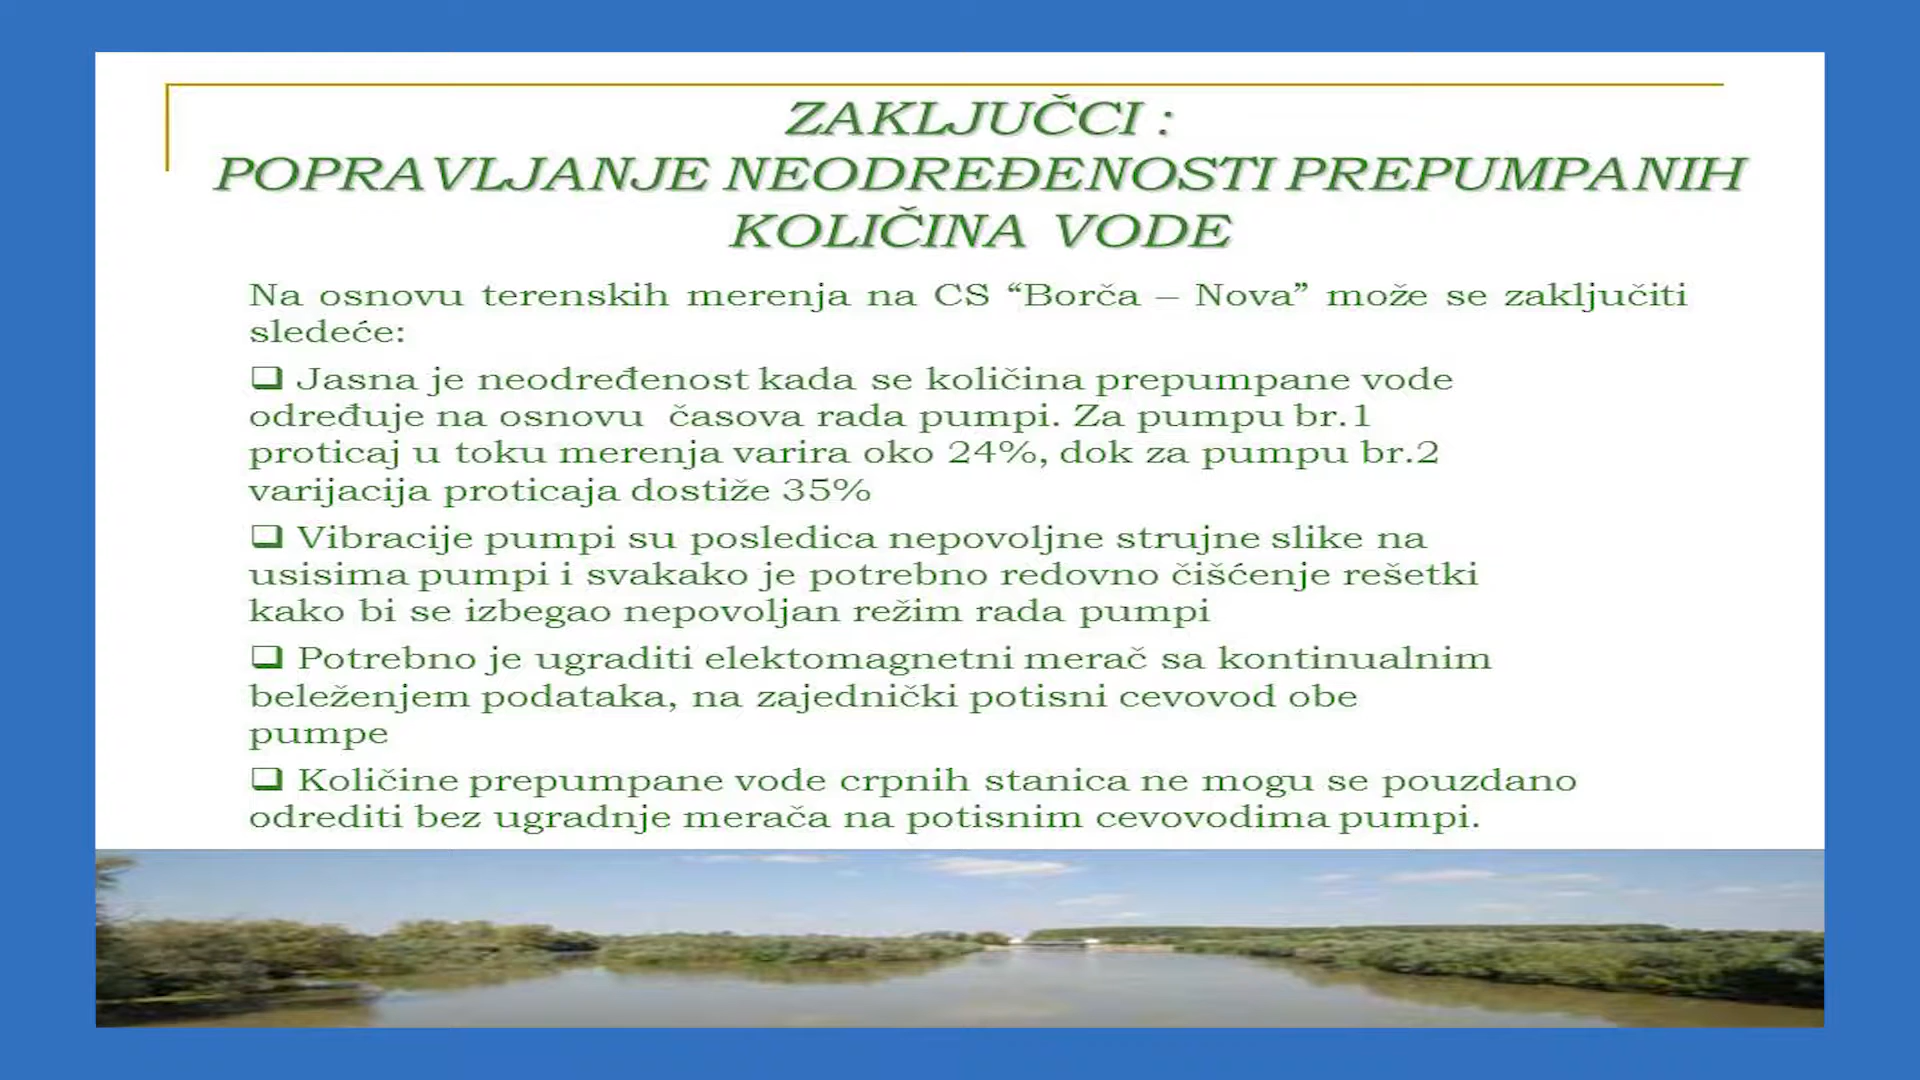 ZAKLJUČCI :
POPRAVLJANJE NEODREĐENOSTI PREPUMPANIH
KOLIČINA VODE
Na osnovu terenskih merenja na CS “Borča – Nova” može se zaključiti
sledeće:
❑ Jasna je neodređenost kada se količina prepumpane vode
određuje na osnovu časova rada pumpi. Za pumpu br.1
proticaj u toku merenja varira oko 24%, dok za pumpu br.2
varijacija proticaja dostiže 35%
❑ Vibracije pumpi su posledica nepovoljne strujne slike na
usisima pumpi i svakako je potrebno redovno čišćenje rešetki
kako bi se izbegao nepovoljan režim rada pumpi
❑ Potrebno je ugraditi elektomagnetni merač sa kontinualnim
beleženjem podataka, na zajednički potisni cevovod obe
pumpe
❑ Količine prepumpane vode crpnih stanica ne mogu se pouzdano
odrediti bez ugradnje merača na potisnim cevovodima pumpi.